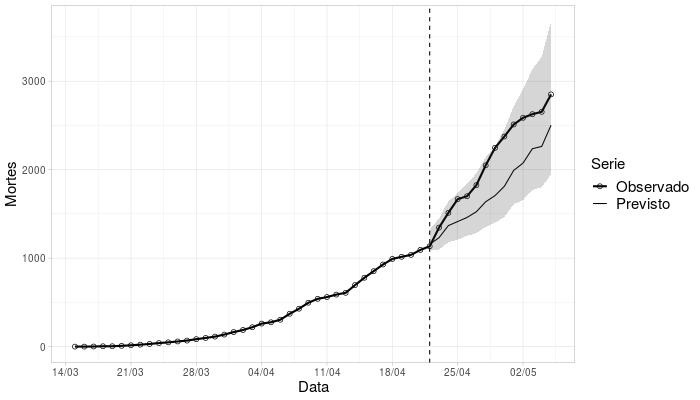 3000
2000
1000
0
Mortes
14/03 21/03 28/03 04/04 11/04 18/04 25/04 02/05
Data
Serie
Observado
Previsto